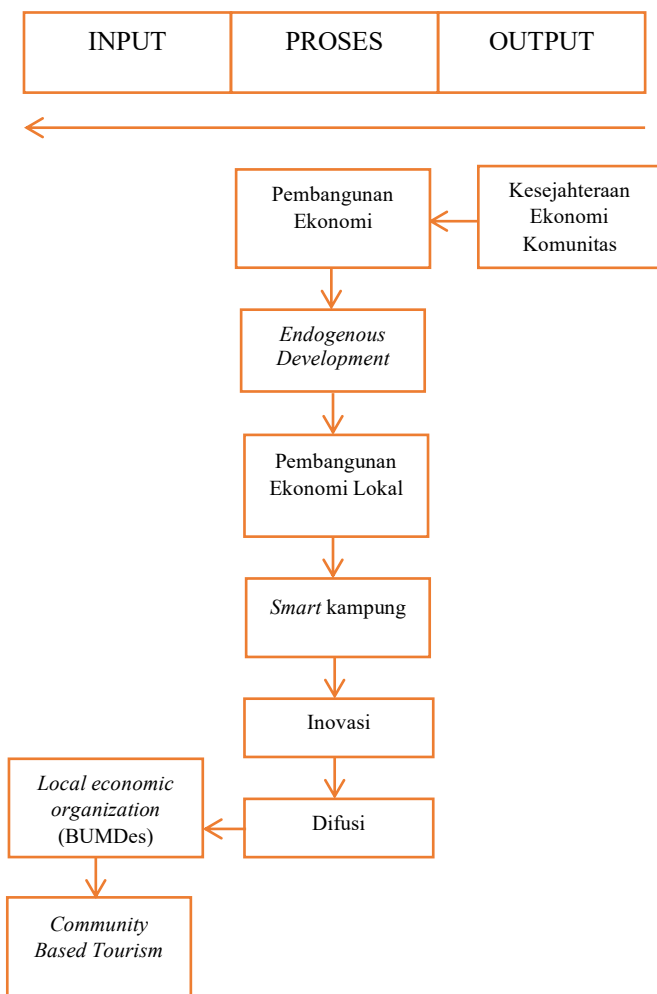 INPUT
PROSES
OUTPUT
Pembangunan
Ekonomi
Kesejahteraan
Ekonomi
Komunitas
Endogenous
Development
Pembangunan
Ekonomi Lokal
Smart kampung
Inovasi
Local economic
organization
(BUMDes)
Difusi
Community
Based Tourism